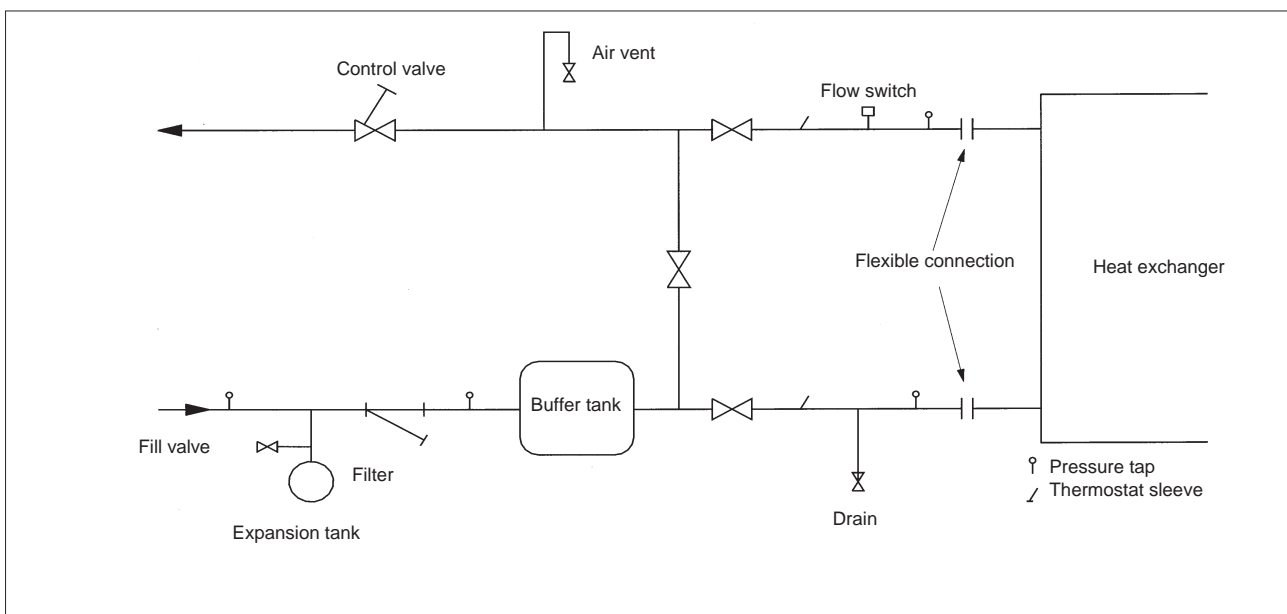 Air vent
Control valve
Flow switch
Flexible connection
Heat exchanger
Buffer tank
Fill valve
Filter
Pressure tap
Thermostat sleeve
Drain
Expansion tank